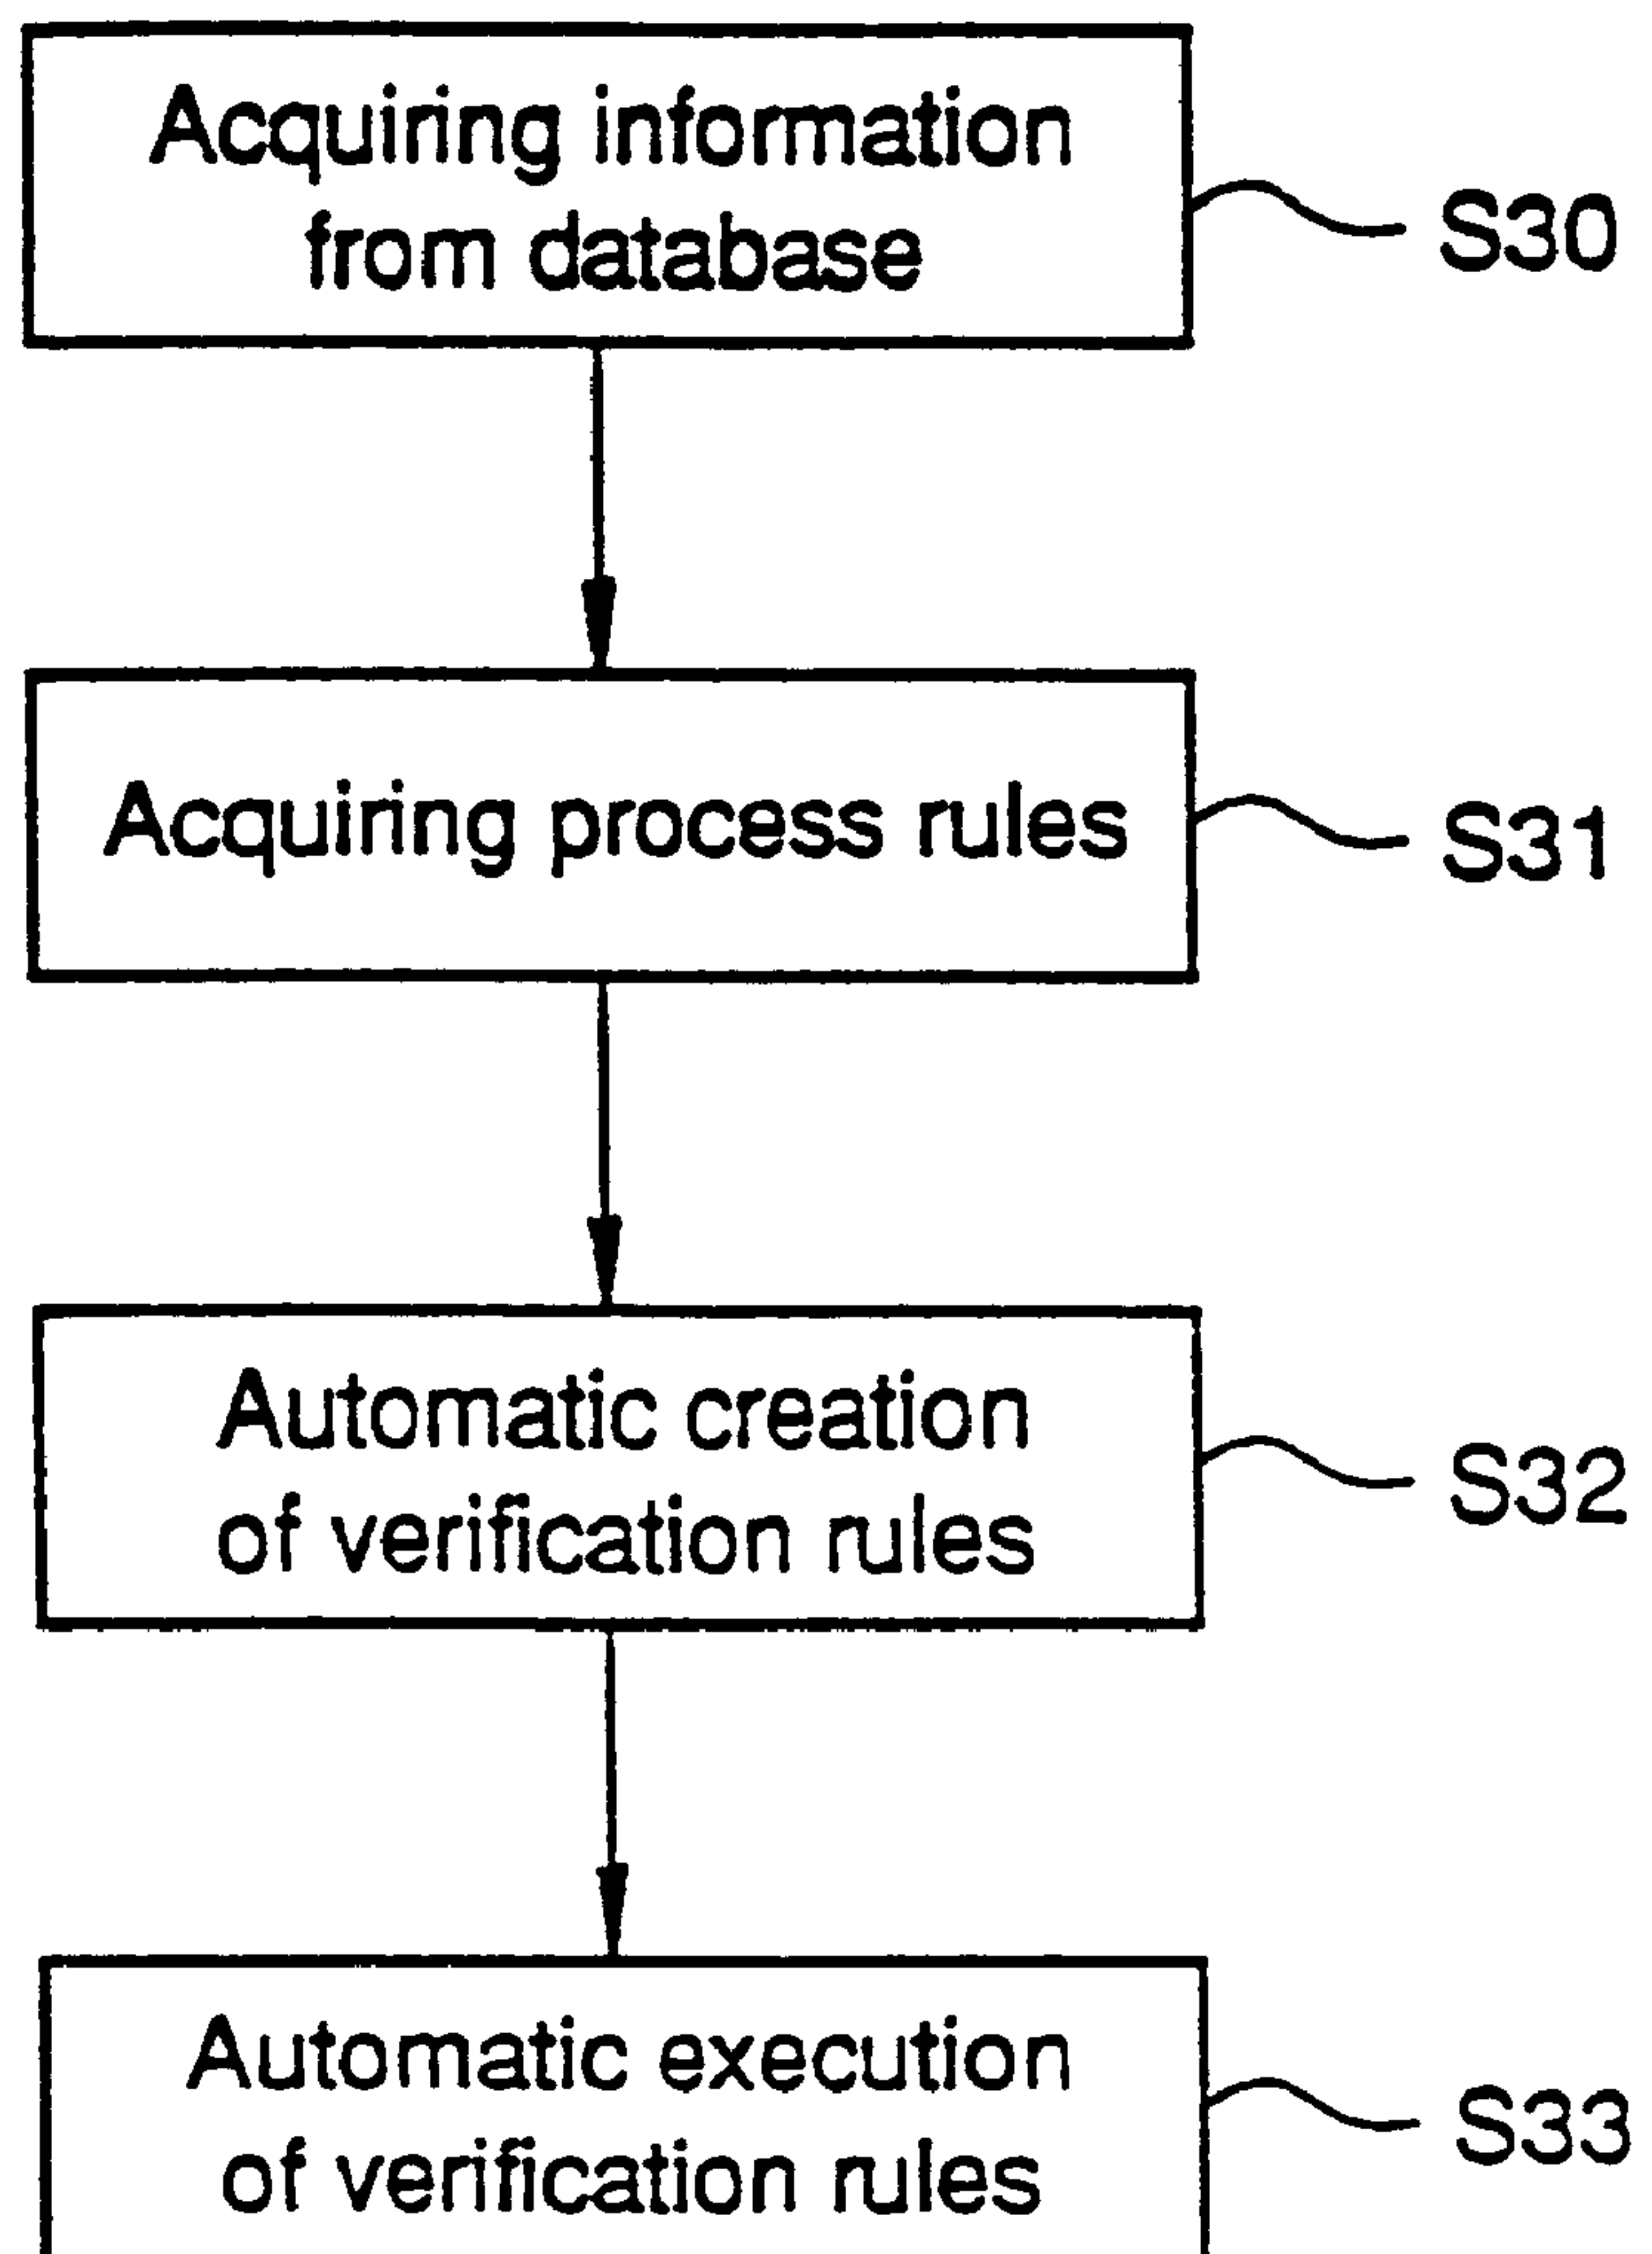 Acquiring information
from database
S30
Acquiring process rules
S31
Automatic creation
of verification rules
S32
Automatic execution
of verification rules
S33